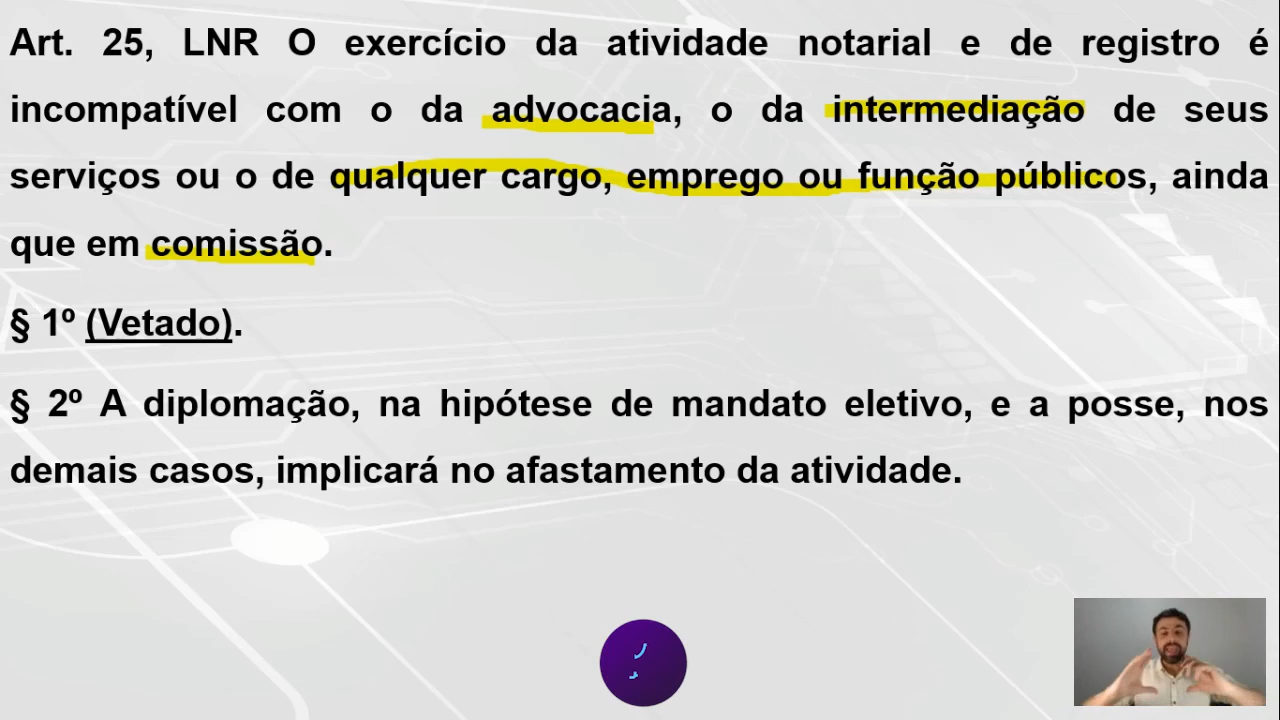 Art. 25, LNR O exercício da atividade notarial e de registro é
incompatível com o da advocacia, o da intermediação de seus
serviços ou o de qualquer cargo, emprego ou função públicos, ainda
que em comissão.
§ 1º (Vetado).
§ 2º A diplomação, na hipótese de mandato eletivo, e a posse, nos
demais casos, implicará no afastamento da atividade.